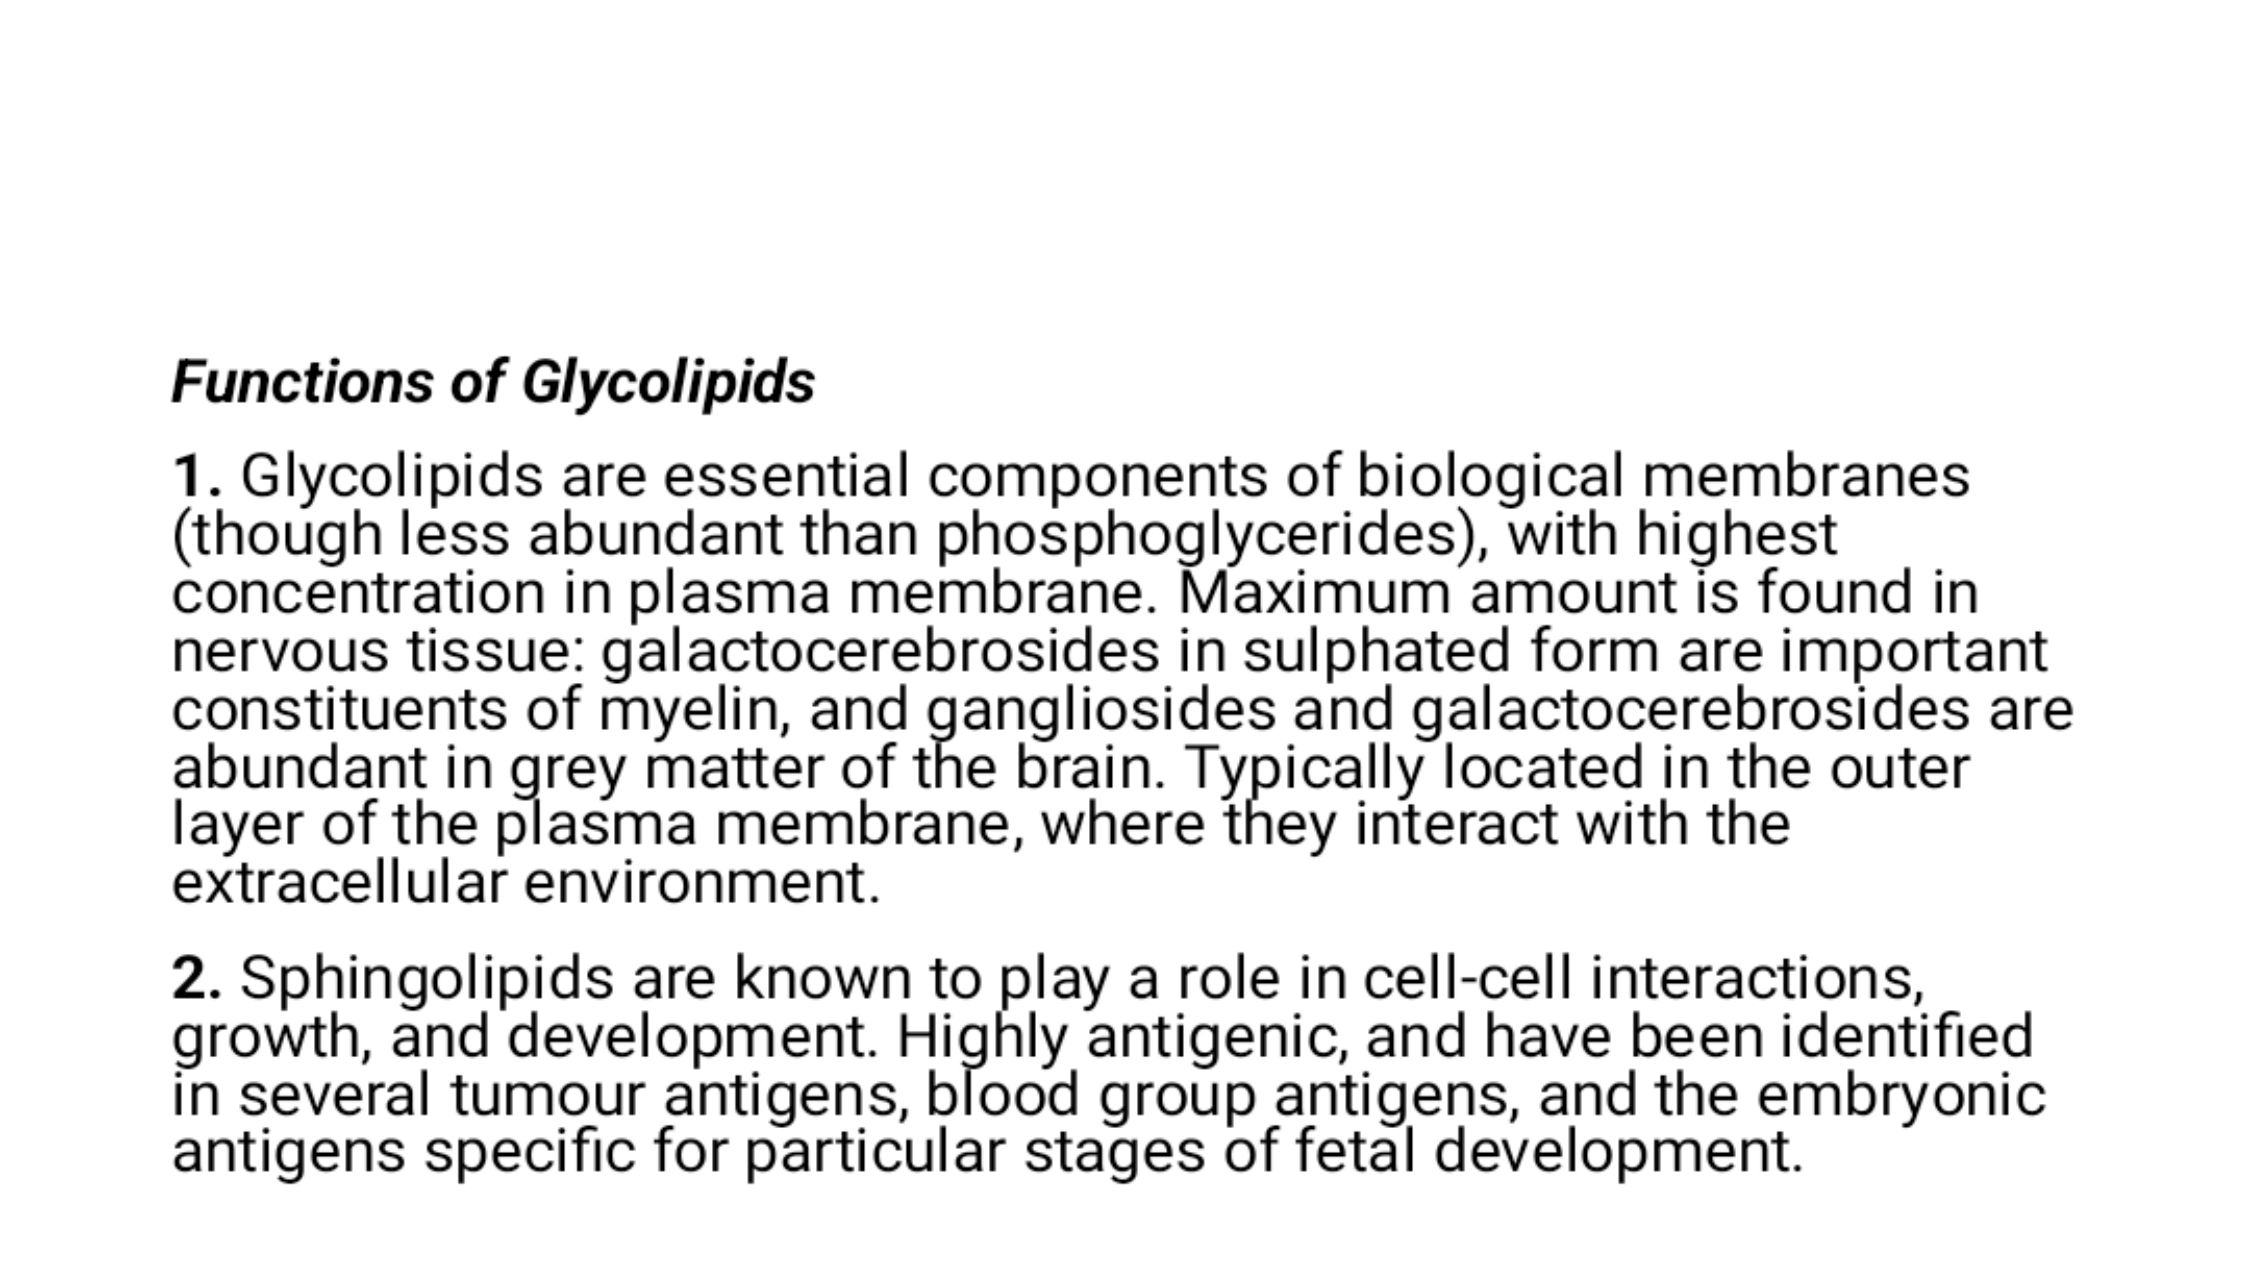 Functions of Glycolipids
1. Glycolipids are essential components of biological membranes
(though less abundant than phosphoglycerides), with highest
concentration in plasma membrane. Maximum amount is found in
nervous tissue: galactocerebrosides in sulphated form are important
constituents of myelin, and gangliosides and galactocerebrosides are
abundant in grey matter of the brain. Typically located in the outer
layer of the plasma membrane, where they interact with the
extracellular environment.
2. Sphingolipids are known to play a role in cell-cell interactions,
growth, and development. Highly antigenic, and have been identified
in several tumour antigens, blood group antigens, and the embryonic
antigens specific for particular stages of fetal development.